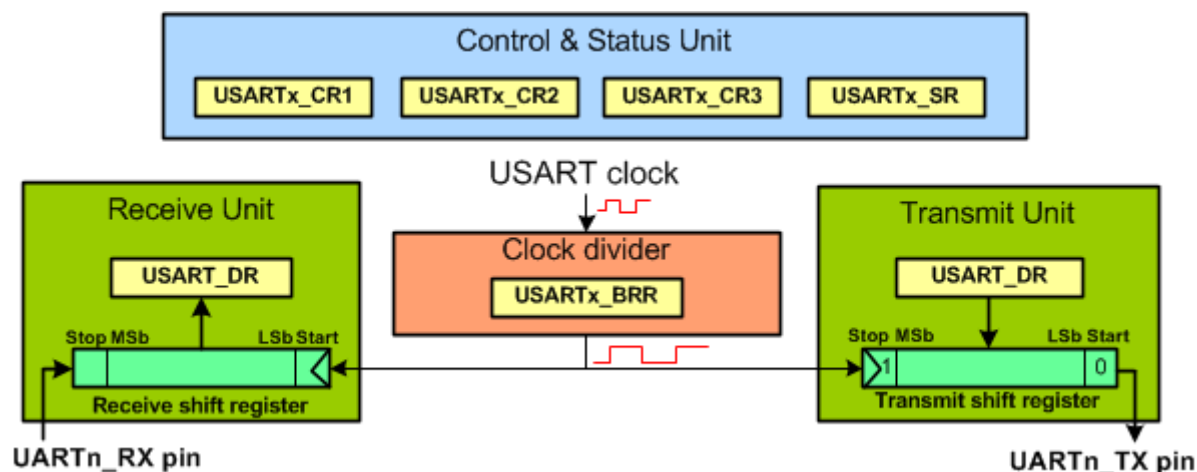 Control & Status Unit
USARTx_CR1 USARTx_CR2 USARTx_CR3 USARTx_SR
USART clock
Receive Unit
Clock divider
Transmit Unit
USART_DR
USARTx_BRR
USART_DR
Stop MSb LSb Start
Stop MSb LSb Start
1 0
Receive shift register
Transmit shift register
UARTn_RX pin
UARTn_TX pin